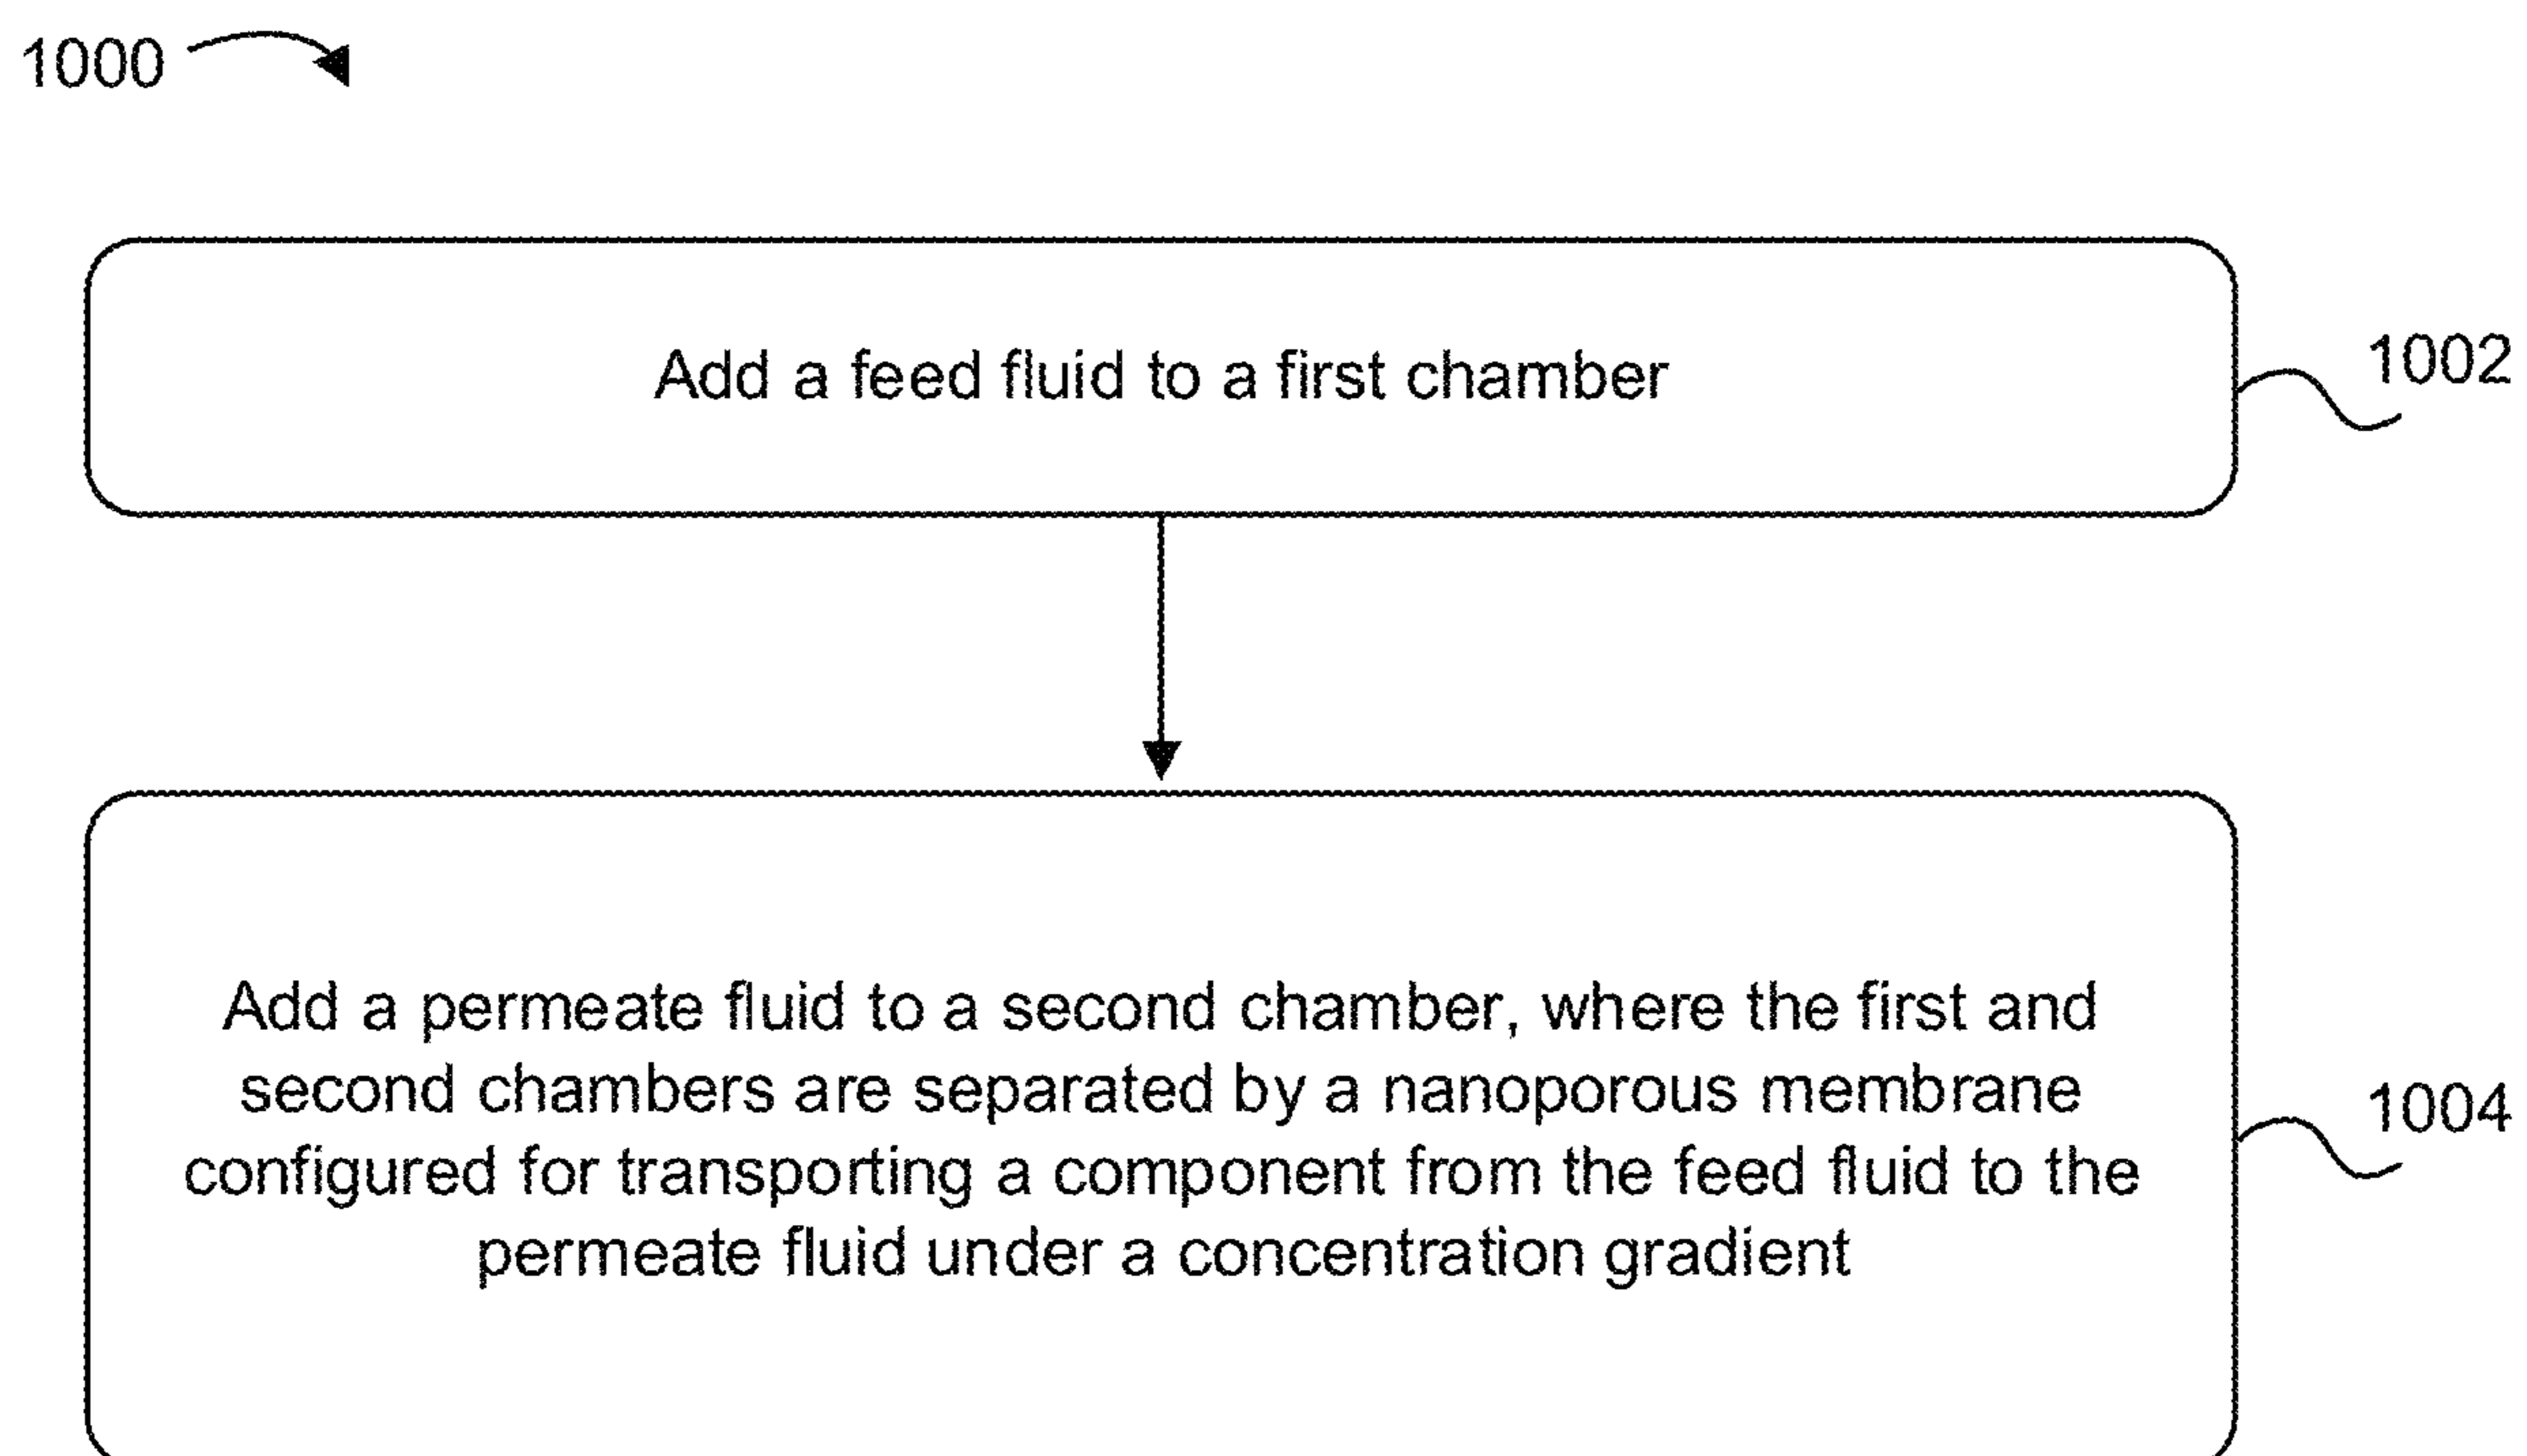 1000
Add a feed fluid to a first chamber
1002
Add a permeate fluid to a second chamber, where the first and
second chambers are separated by a nanoporous membrane
configured for transporting a component from the feed fluid to the
permeate fluid under a concentration gradient
1004